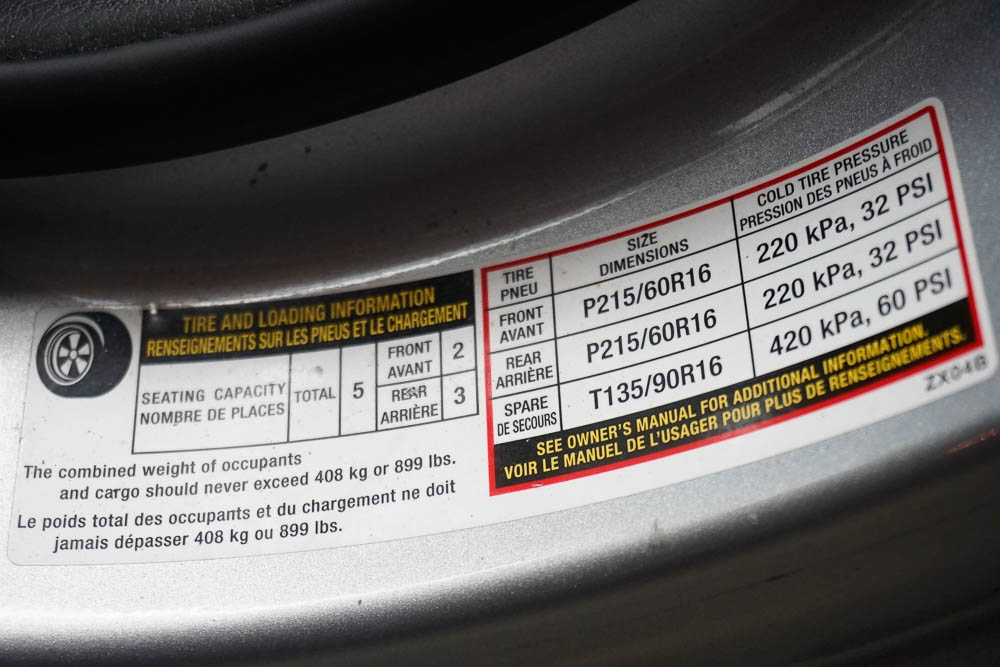 TIRE AND LOADING INFORMATION
RENSEIGNEMENTS SUR LES PNEUS ET LE CHARGEMENT
SEATING CAPACITY
NOMBRE DE PLACES
TOTAL
5
FRONT
AVANT
2
REAR
ARRIÈRE
3
The combined weight of occupants
and cargo should never exceed 408 kg or 899 lbs.
Le poids total des occupants et du chargement ne doit
jamais dépasser 408 kg ou 899 lbs.
TIRE
PNEU
SIZE
DIMENSIONS
COLD TIRE PRESSURE
PRESSION DES PNEUS À FROID
FRONT
AVANT
P215/60R16
220 kPa, 32 PSI
REAR
ARRIÈRE
P215/60R16
220 kPa, 32 PSI
SPARE
DE SECOURS
T135/90R16
420 kPa, 60 PSI
SEE OWNER'S MANUAL FOR ADDITIONAL INFORMATION.
VOIR LE MANUEL DE L'USAGER POUR PLUS DE RENSEIGNEMENTS.
ZX04B